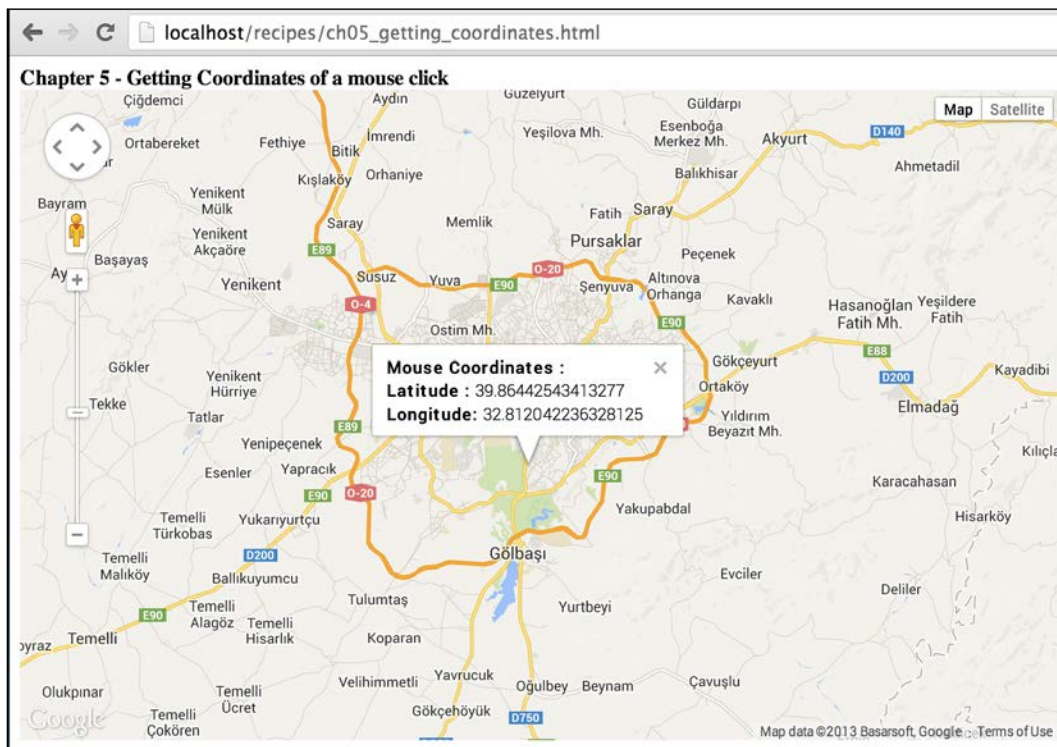 localhost/recipes/ch05_getting_coordinates.html
Chapter 5 - Getting Coordinates of a mouse click
Map Satellite
Çiğdemci
Aydın
Güzelyurt
Güldarpı
Ortabereket
Fethiye
İmrendi
Yeşilova Mh.
Esenboğa
Merkez Mh.
Akyurt
D140
Bitik
Kışlaköy
Orhaniye
Balıkhisar
Ahmetadil
Bayram
Yenikent
Mülk
Saray
Memlik
Fatih
Saray
Yenikent
Akçaöre
E89
Pursaklar
Peçenek
Başayaş
Susuz
Yuva
O-20
E90
Şenyuva
Altınova
Orhanga
Yenikent
O-4
Kavaklı
Hasanoğlan
Fatih Mh.
Yeşildere
Fatih
Ostim Mh.
E90
E88
Gökler
Yenikent
Hürriye
Mouse Coordinates :
Latitude : 39.86442543413277
Longitude: 32.812042236328125
Gökçeyurt
Ortaköy
D200
Kayadibi
Tekke
Tatlar
E89
Yıldırım
Beyazıt Mh.
Elmadağ
Yenipeçenek
Esenler
Yapracık
E90
O-20
E90
Karacahasan
Yakupabdal
Hisarköy
Temelli
Türkobas
Yukarıyurtçu
D200
Gölbaşı
Temelli
Malıköy
Ballıkuyumcu
Evciler
Deliler
E90
Temelli
Alagöz
Temelli
Hisarlık
Tulumtaş
Yurtbeyi
Temelli
Koparan
Olukpınar
Temelli
Ücret
Velihimmetli
Yavrucuk
Oğulbey
Beynam
Çavuşlu
Google
Temelli
Çokören
Gökçehöyük
D750
Map data ©2013 Basarsoft, Google - Terms of Use